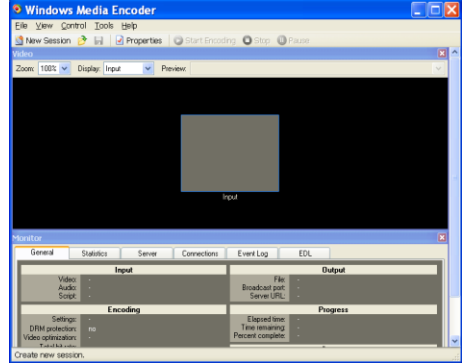 Windows Media Encoder
File View Control Tools Help
New Session Properties Start Encoding Stop Pause
Video
Zoom: 100% Display: Input Preview:
Input
Monitor
General Statistics Server Connections Event Log EDL
Input Output
Video: - File: -
Audio: - Broadcast port: -
Script: - Server URL: -
Encoding Progress
Settings: - Elapsed time: -
DRM protection: no Time remaining: -
Video optimization: - Percent complete: -
Create new session.